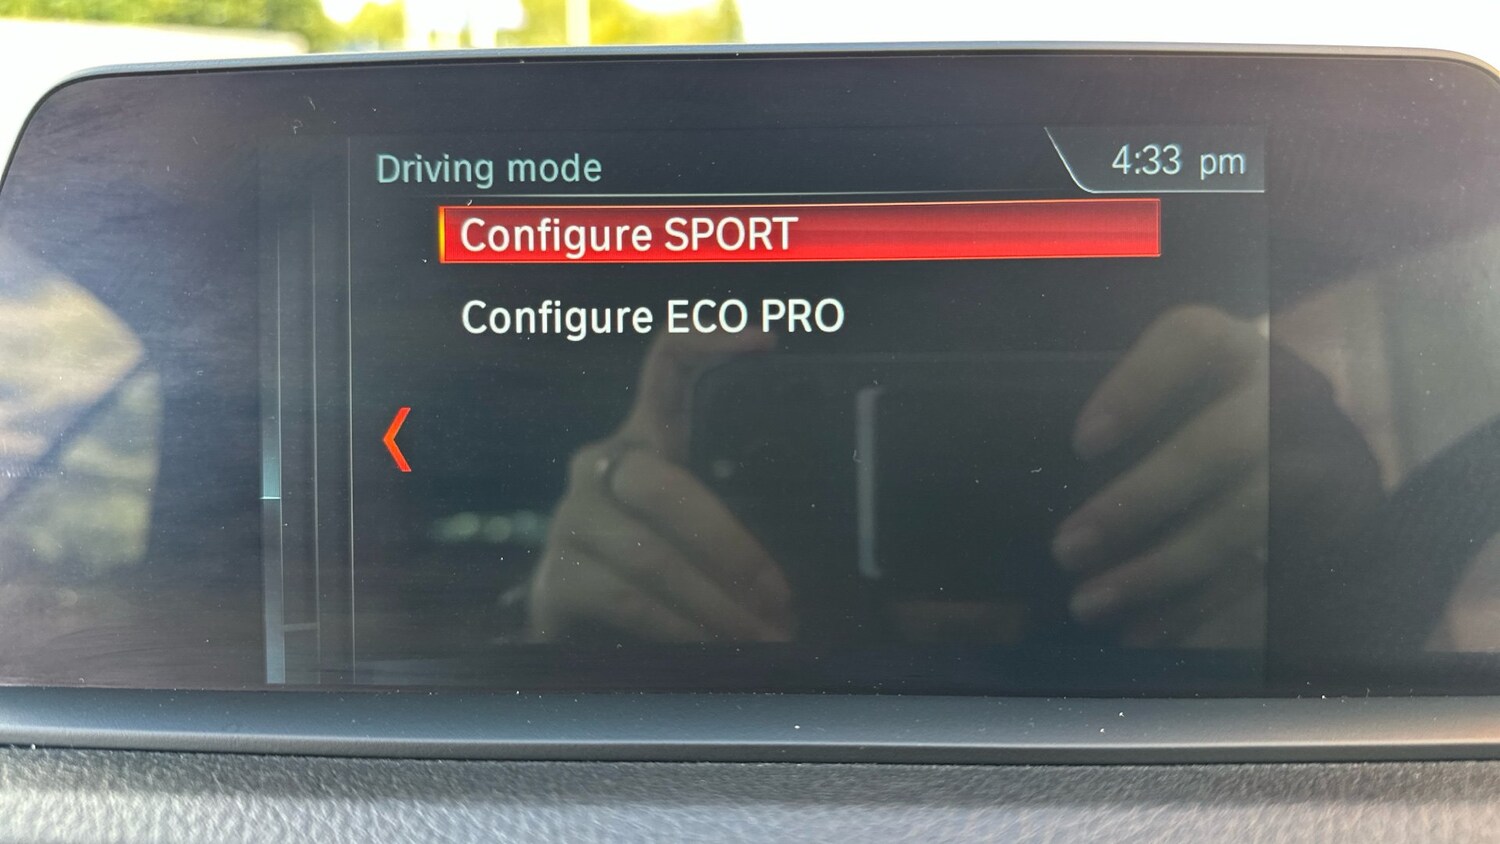 Driving mode
4:33 pm
Configure SPORT
Configure ECO PRO